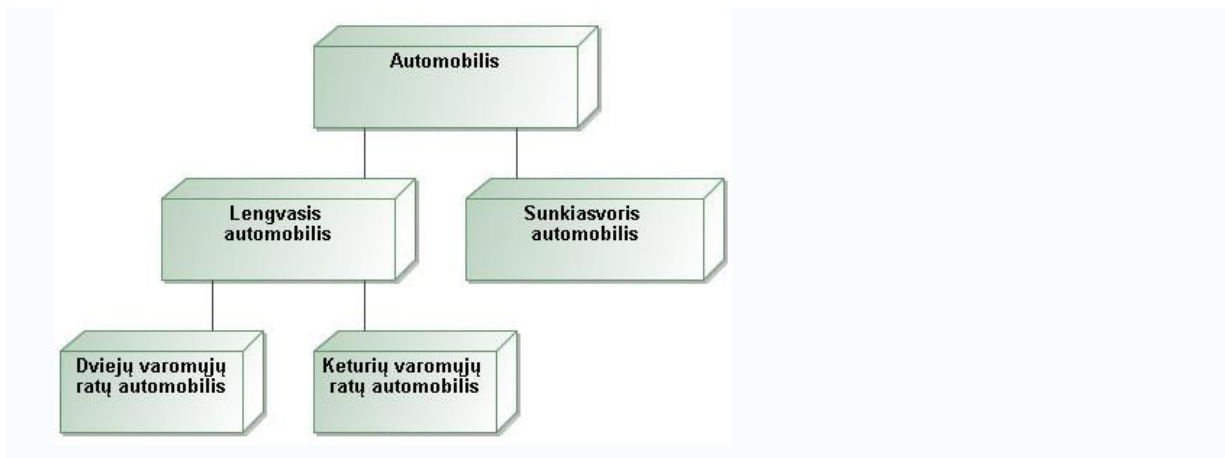 Automobilis
Lengvasis
automobilis
Sunkiasvoris
automobilis
Dviejų varomųjų
ratų automobilis
Keturių varomųjų
ratų automobilis